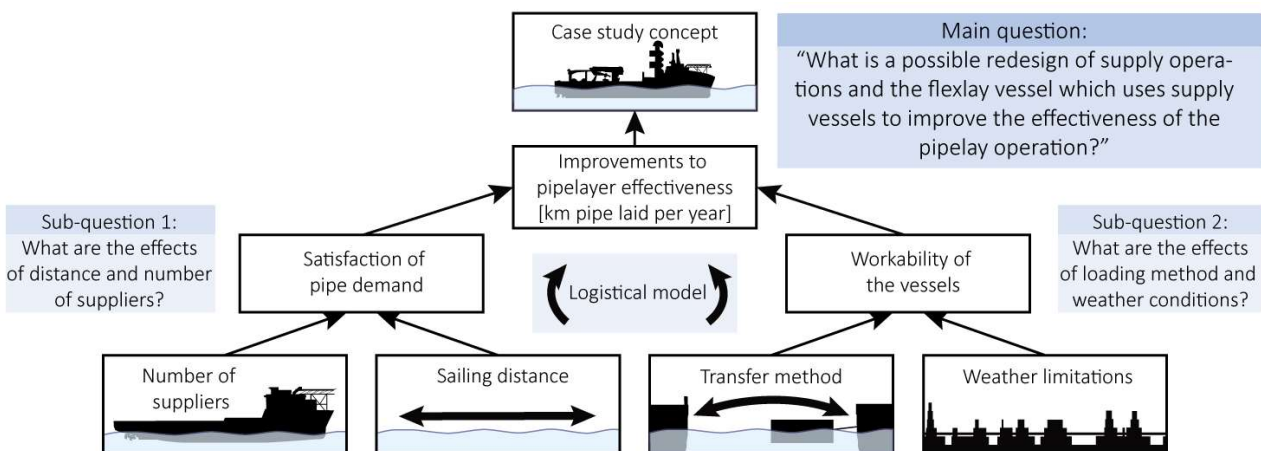 Case study concept
Main question:
“What is a possible redesign of supply opera-
tions and the flexlay vessel which uses supply
vessels to improve the effectiveness of the
pipelay operation?”
Improvements to
pipelayer effectiveness
[km pipe laid per year]
Sub-question 1:
What are the effects
of distance and number
of suppliers?
Satisfaction of
pipe demand
Logistical model
Workability of
the vessels
Sub-question 2:
What are the effects
of loading method and
weather conditions?
Number of
suppliers
Sailing distance
Transfer method
Weather limitations